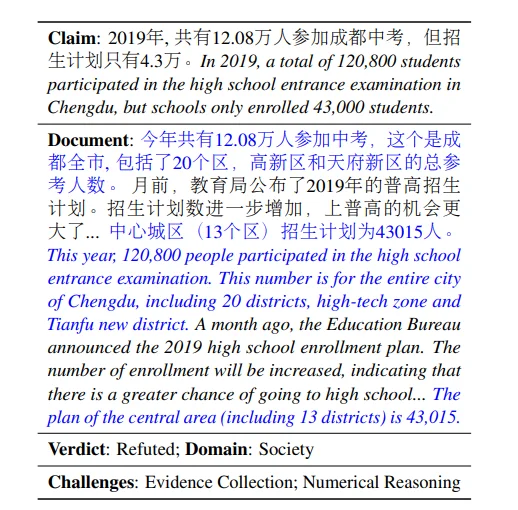 Claim: 2019年, 共有12.08万人参加成都中考，但招
生计划只有4.3万。In 2019, a total of 120,800 students
participated in the high school entrance examination in
Chengdu, but schools only enrolled 43,000 students.
Document: 今年共有12.08万人参加中考，这个是成
都全市, 包括了20个区，高新区和天府新区的总参
考人数。 月前，教育局公布了2019年的普高招生
计划。招生计划数进一步增加，上普高的机会更
大了... 中心城区（13个区）招生计划为43015人。
This year, 120,800 people participated in the high school
entrance examination. This number is for the entire city
of Chengdu, including 20 districts, high-tech zone and
Tianfu new district. A month ago, the Education Bureau
announced the 2019 high school enrollment plan. The
number of enrollment will be increased, indicating that
there is a greater chance of going to high school... The
plan of the central area (including 13 districts) is 43,015.
Verdict: Refuted; Domain: Society
Challenges: Evidence Collection; Numerical Reasoning